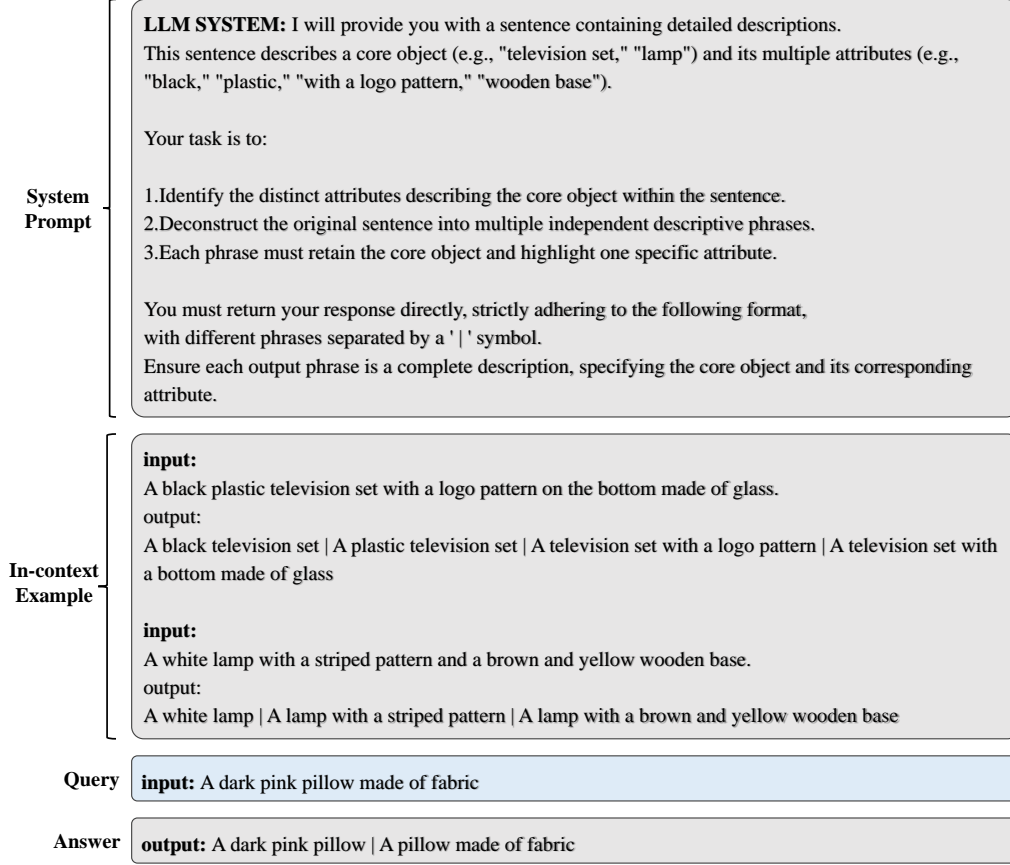 LLM SYSTEM: I will provide you with a sentence containing detailed descriptions.
This sentence describes a core object (e.g., "television set," "lamp") and its multiple attributes (e.g.,
"black," "plastic," "with a logo pattern," "wooden base").
Your task is to:
System
Prompt
1.Identify the distinct attributes describing the core object within the sentence.
2.Deconstruct the original sentence into multiple independent descriptive phrases.
3.Each phrase must retain the core object and highlight one specific attribute.
You must return your response directly, strictly adhering to the following format,
with different phrases separated by a ' | ' symbol.
Ensure each output phrase is a complete description, specifying the core object and its corresponding
attribute.
In-context
Example
input:
A black plastic television set with a logo pattern on the bottom made of glass.
output:
A black television set | A plastic television set | A television set with a logo pattern | A television set with
a bottom made of glass
input:
A white lamp with a striped pattern and a brown and yellow wooden base.
output:
A white lamp | A lamp with a striped pattern | A lamp with a brown and yellow wooden base
Query
input: A dark pink pillow made of fabric
Answer
output: A dark pink pillow | A pillow made of fabric